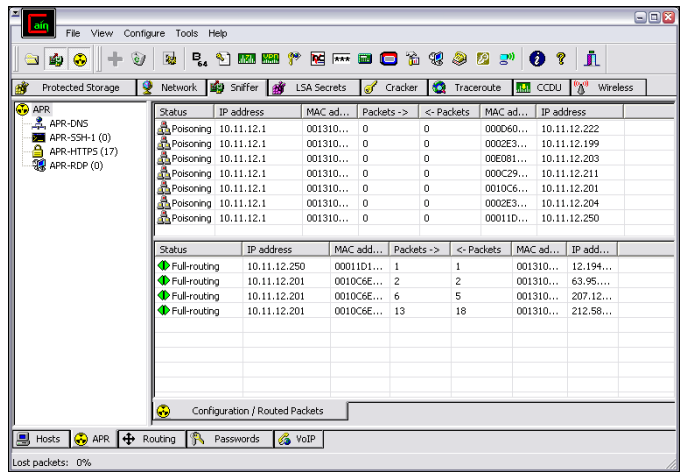 aín
File View Configure Tools Help
B64
***
Protected Storage Network Sniffer LSA Secrets Cracker Traceroute CCDU Wireless
APR
APR-DNS
APR-SSH-1 (0)
APR-HTTPS (17)
APR-RDP (0)
Status IP address MAC ad... Packets -> <- Packets MAC ad... IP address
Poisoning 10.11.12.1 001310... 0 0 000D60... 10.11.12.222
Poisoning 10.11.12.1 001310... 0 0 0002E3... 10.11.12.199
Poisoning 10.11.12.1 001310... 0 0 00E081... 10.11.12.203
Poisoning 10.11.12.1 001310... 0 0 000C29... 10.11.12.211
Poisoning 10.11.12.1 001310... 0 0 0010C6... 10.11.12.201
Poisoning 10.11.12.1 001310... 0 0 0002E3... 10.11.12.204
Poisoning 10.11.12.1 001310... 0 0 00011D... 10.11.12.250
Status IP address MAC add... Packets -> <- Packets MAC ad... IP add...
Full-routing 10.11.12.250 00011D1... 1 1 001310... 12.194...
Full-routing 10.11.12.201 0010C6E... 2 2 001310... 63.95....
Full-routing 10.11.12.201 0010C6E... 6 5 001310... 207.12...
Full-routing 10.11.12.201 0010C6E... 13 18 001310... 212.58...
Configuration / Routed Packets
Hosts APR Routing Passwords VoIP
Lost packets: 0%